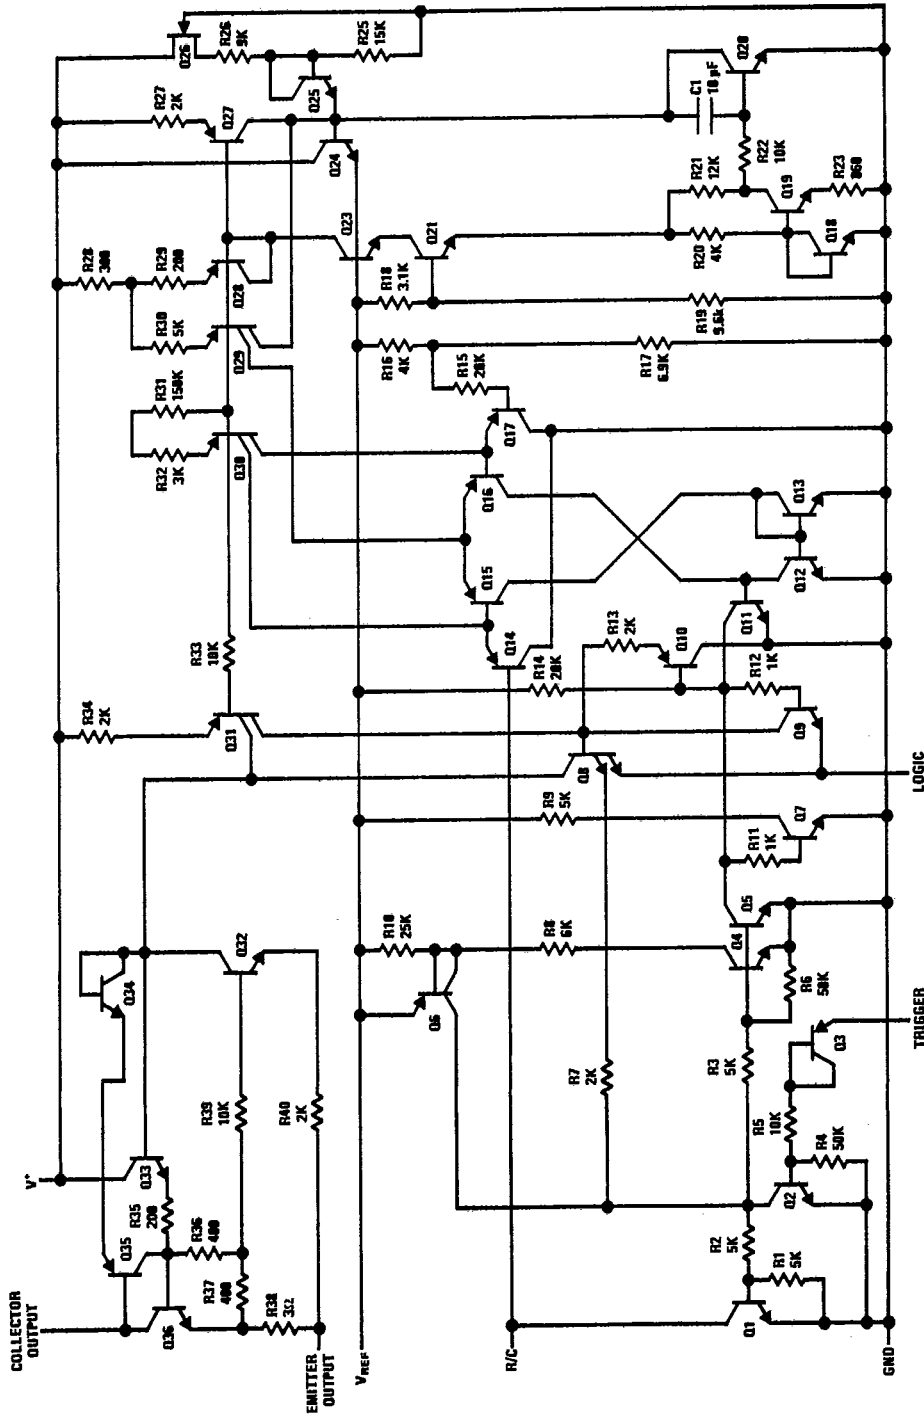 COLLECTOR
OUTPUT
V+
Q35
R35
200
Q33
Q34
R34
2K
R28
300
R27
2K
Q26
R26
9K
R32
3K
R31
150K
R30
5K
R29
200
Q27
Q36
R36
400
R37
400
R38
3Ω
R39
10K
Q32
Q31
R33
10K
Q30
Q29
Q28
Q25
R25
15K
R40
2K
EMITTER
OUTPUT
Q24
Q23
VREF
R10
25K
R16
4K
R18
3.1K
Q6
Q21
R15
20K
Q14
Q15
Q16
Q17
R/C
R8
6K
R9
5K
R14
20K
R7
2K
Q8
R13
2K
R17
6.9K
R19
9.6k
R20
4K
R21
12K
C1
10 pF
Q10
Q20
Q1
R2
5K
R1
5K
Q2
R3
5K
Q4
Q5
R11
1K
R12
1K
Q11
R22
10K
R5
10K
R4
50K
Q3
R6
50K
Q7
Q9
Q12
Q13
Q18
Q19
R23
860
GND
TRIGGER
LOGIC